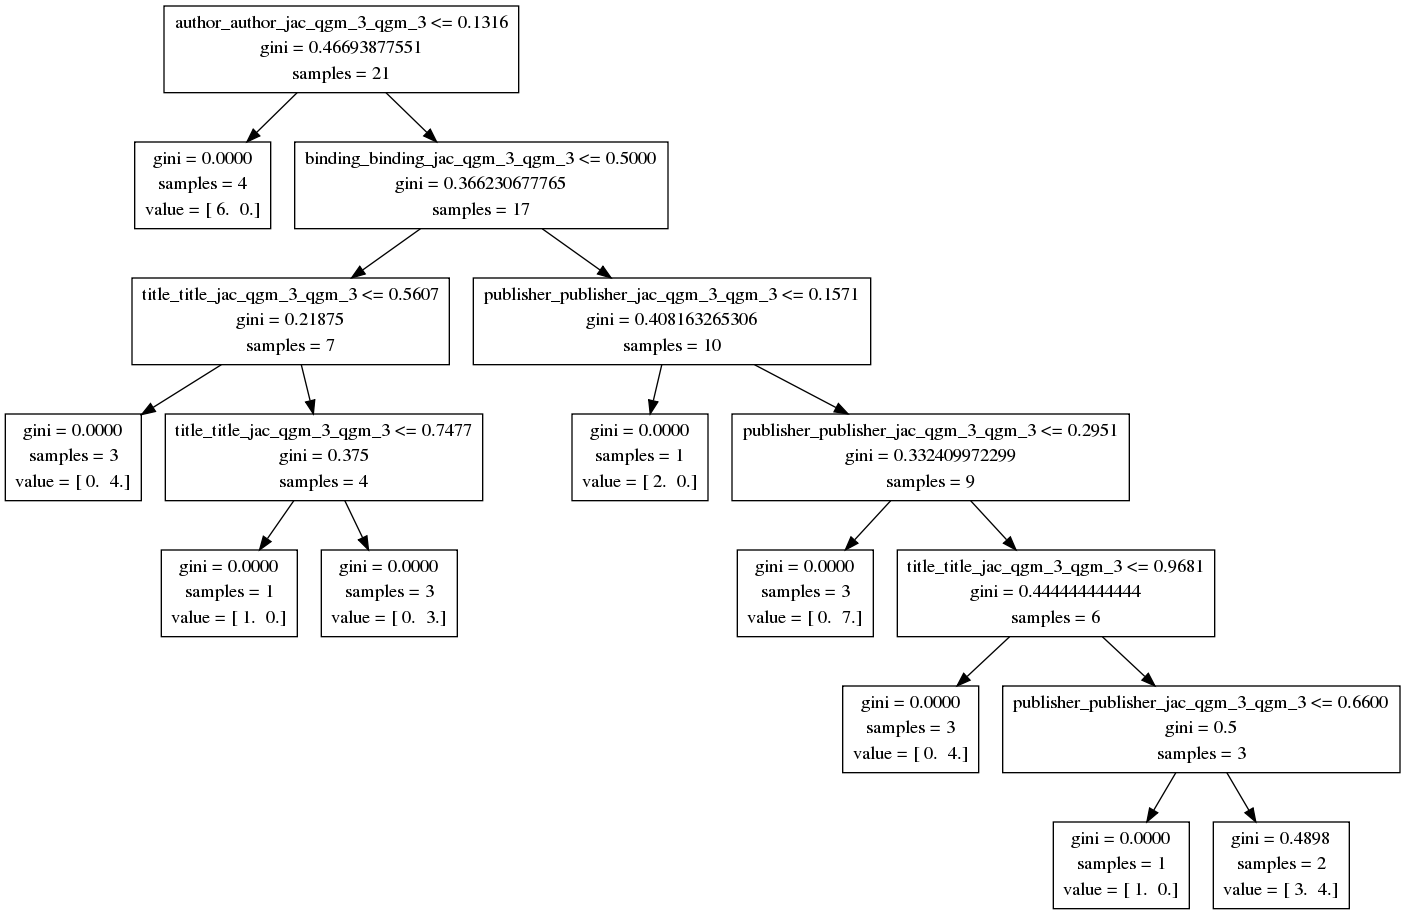 author_author_jac_qgm_3_qgm_3 <= 0.1316
gini = 0.46693877551
samples = 21
gini = 0.0000
samples = 4
value = [ 6.  0.]
binding_binding_jac_qgm_3_qgm_3 <= 0.5000
gini = 0.366230677765
samples = 17
title_title_jac_qgm_3_qgm_3 <= 0.5607
gini = 0.21875
samples = 7
publisher_publisher_jac_qgm_3_qgm_3 <= 0.1571
gini = 0.408163265306
samples = 10
gini = 0.0000
samples = 3
value = [ 0.  4.]
title_title_jac_qgm_3_qgm_3 <= 0.7477
gini = 0.375
samples = 4
gini = 0.0000
samples = 1
value = [ 2.  0.]
publisher_publisher_jac_qgm_3_qgm_3 <= 0.2951
gini = 0.332409972299
samples = 9
gini = 0.0000
samples = 1
value = [ 1.  0.]
gini = 0.0000
samples = 3
value = [ 0.  3.]
gini = 0.0000
samples = 3
value = [ 0.  7.]
title_title_jac_qgm_3_qgm_3 <= 0.9681
gini = 0.444444444444
samples = 6
gini = 0.0000
samples = 3
value = [ 0.  4.]
publisher_publisher_jac_qgm_3_qgm_3 <= 0.6600
gini = 0.5
samples = 3
gini = 0.0000
samples = 1
value = [ 1.  0.]
gini = 0.4898
samples = 2
value = [ 3.  4.]